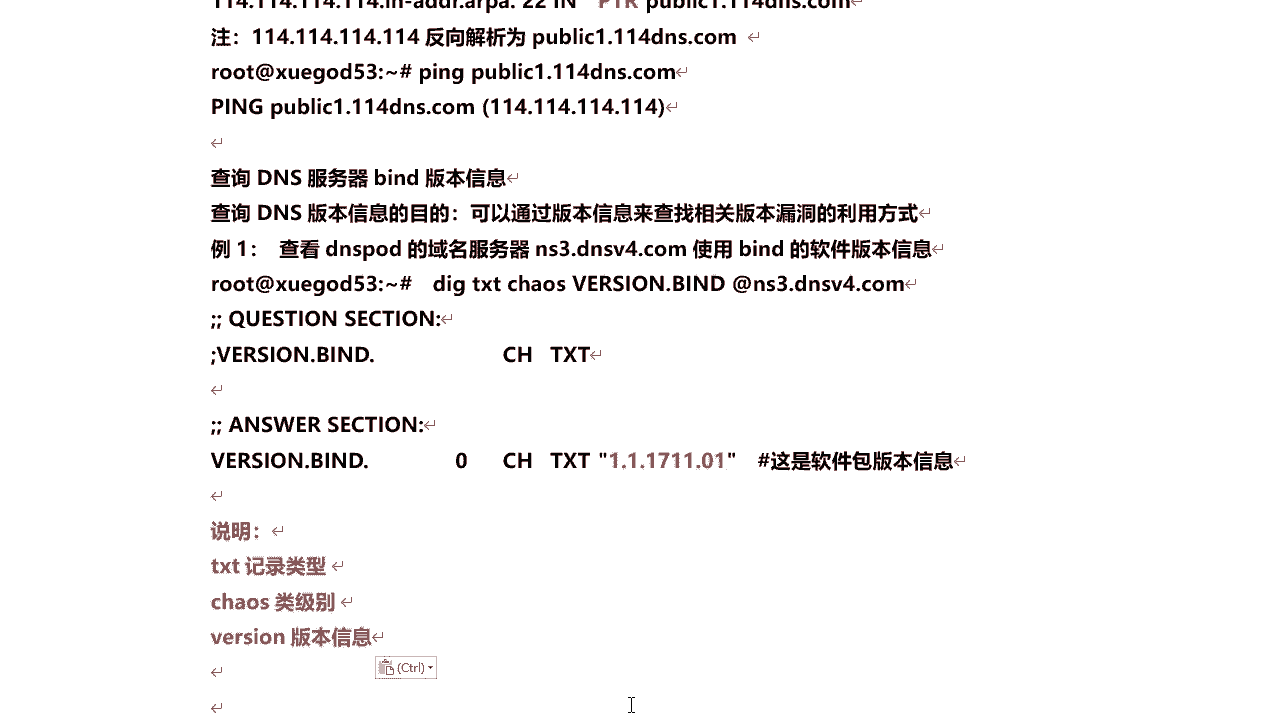 114.114.114.114.in-addr.arpa. 22 IN PTR public1.114dns.com
注：114.114.114.114 反向解析为 public1.114dns.com
root@xuegod53:~# ping public1.114dns.com
PING public1.114dns.com (114.114.114.114)
查询 DNS 服务器 bind 版本信息
查询 DNS 版本信息的目的：可以通过版本信息来查找相关版本漏洞的利用方式
例 1： 查看 dnspod 的域名服务器 ns3.dnsv4.com 使用 bind 的软件版本信息
root@xuegod53:~# dig txt chaos VERSION.BIND @ns3.dnsv4.com
;; QUESTION SECTION:
;VERSION.BIND. CH TXT
;; ANSWER SECTION:
VERSION.BIND. 0 CH TXT "1.1.1711.01" #这是软件包版本信息
说明：
txt 记录类型
chaos 类级别
version 版本信息
(Ctrl)